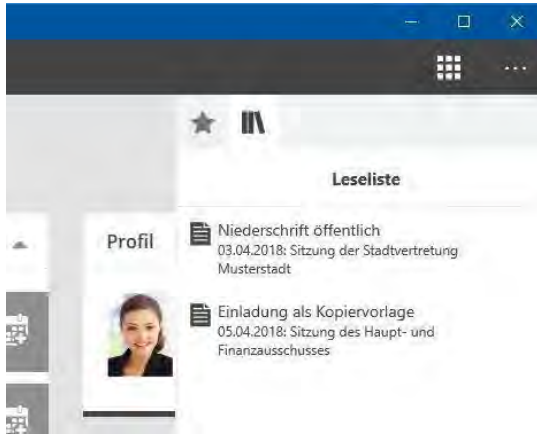 Leseliste
Profil
Niederschrift öffentlich
03.04.2018: Sitzung der Stadtvertretung
Musterstadt
Einladung als Kopiervorlage
05.04.2018: Sitzung des Haupt- und
Finanzausschusses